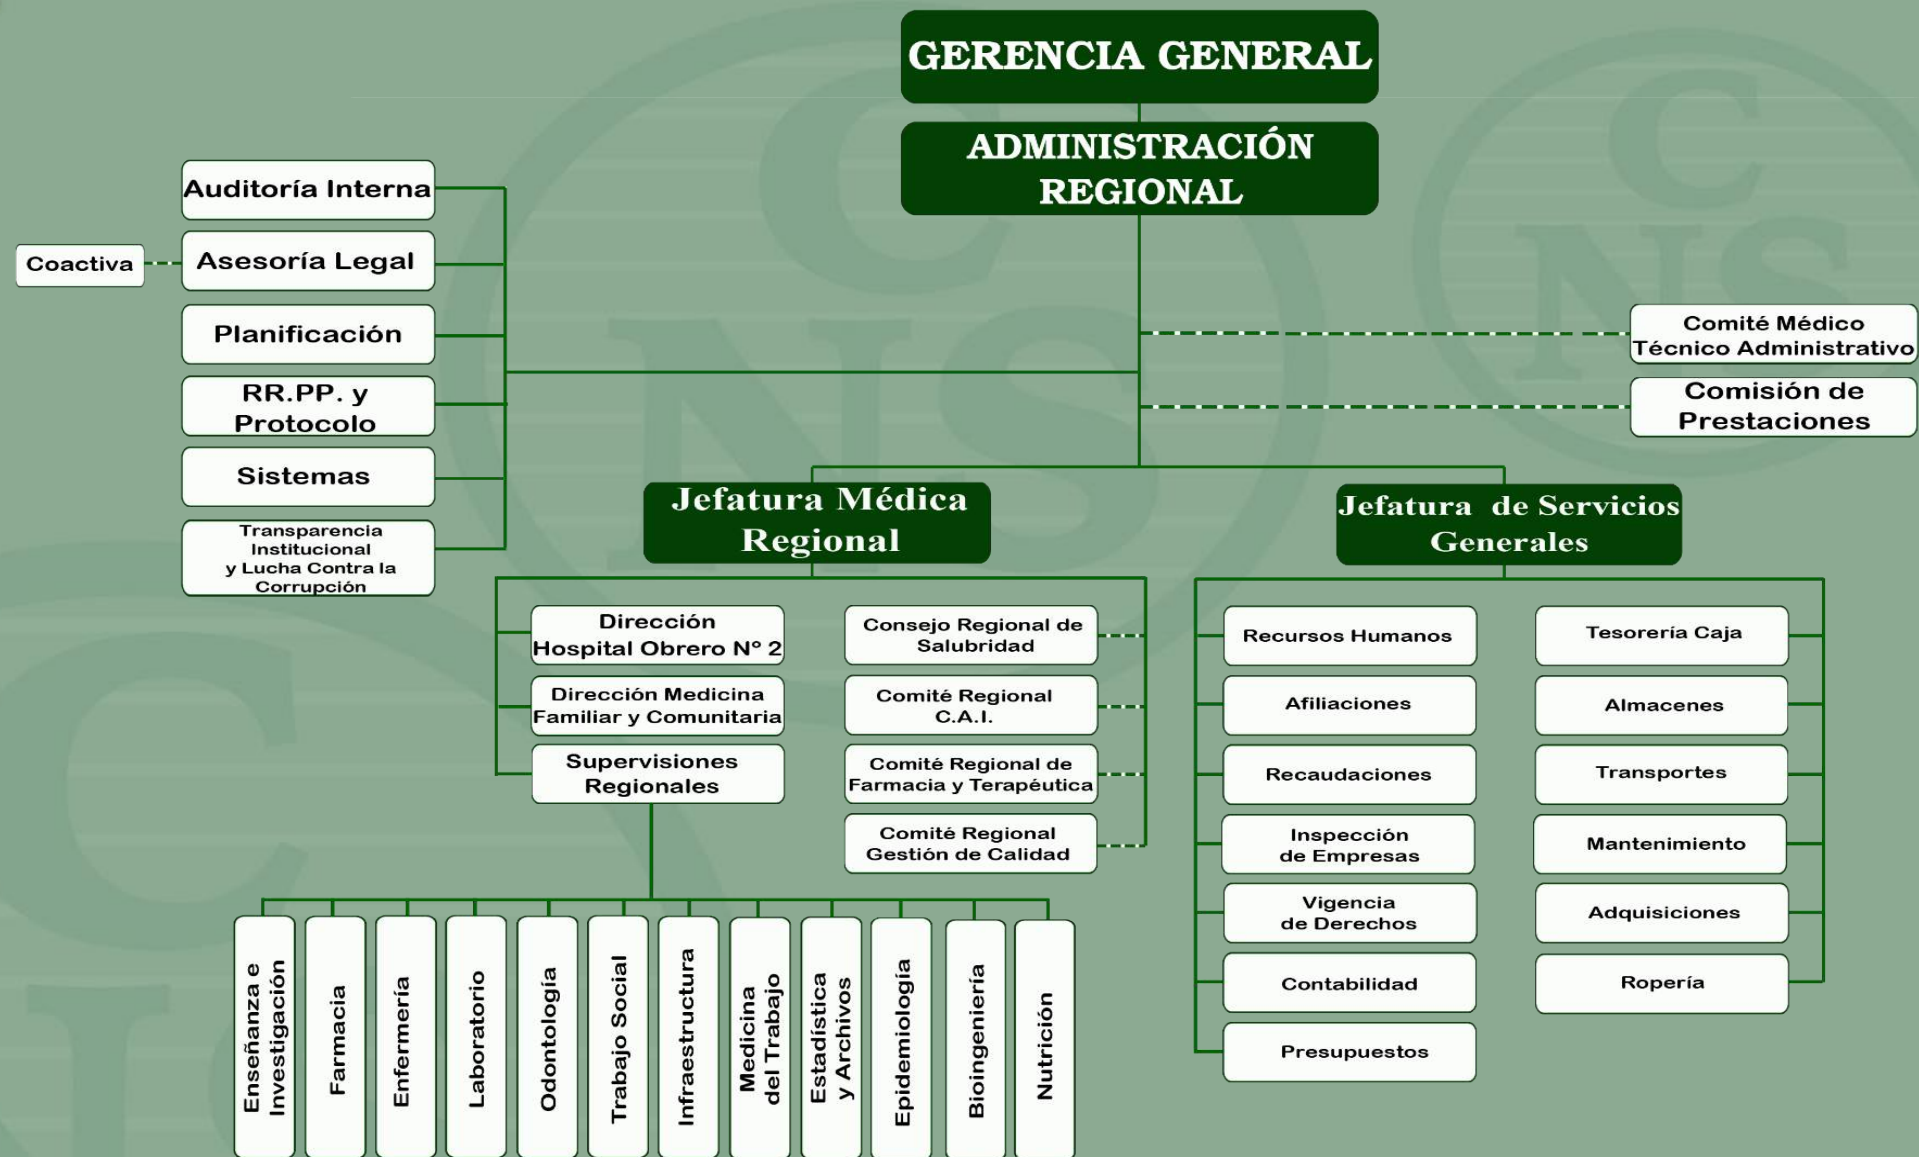 GERENCIA GENERAL
ADMINISTRACIÓN
REGIONAL
Auditoría Interna
Coactiva
Asesoría Legal
Planificación
RR.PP. y
Protocolo
Sistemas
Transparencia
Institucional
y Lucha Contra la
Corrupción
Comité Médico
Técnico Administrativo
Comisión de
Prestaciones
Jefatura Médica
Regional
Jefatura de Servicios
Generales
Dirección
Hospital Obrero Nº 2
Dirección Medicina
Familiar y Comunitaria
Supervisiones
Regionales
Consejo Regional de
Salubridad
Comité Regional
C.A.I.
Comité Regional de
Farmacia y Terapéutica
Comité Regional
Gestión de Calidad
Recursos Humanos
Afiliaciones
Recaudaciones
Inspección
de Empresas
Vigencia
de Derechos
Contabilidad
Presupuestos
Tesorería Caja
Almacenes
Transportes
Mantenimiento
Adquisiciones
Ropería
Enseñanza e
Investigación
Farmacia
Enfermería
Laboratorio
Odontología
Trabajo Social
Infraestructura
Medicina
del Trabajo
Estadística
y Archivos
Epidemiología
Bioingeniería
Nutrición
C
NS
C
NS
C
NS